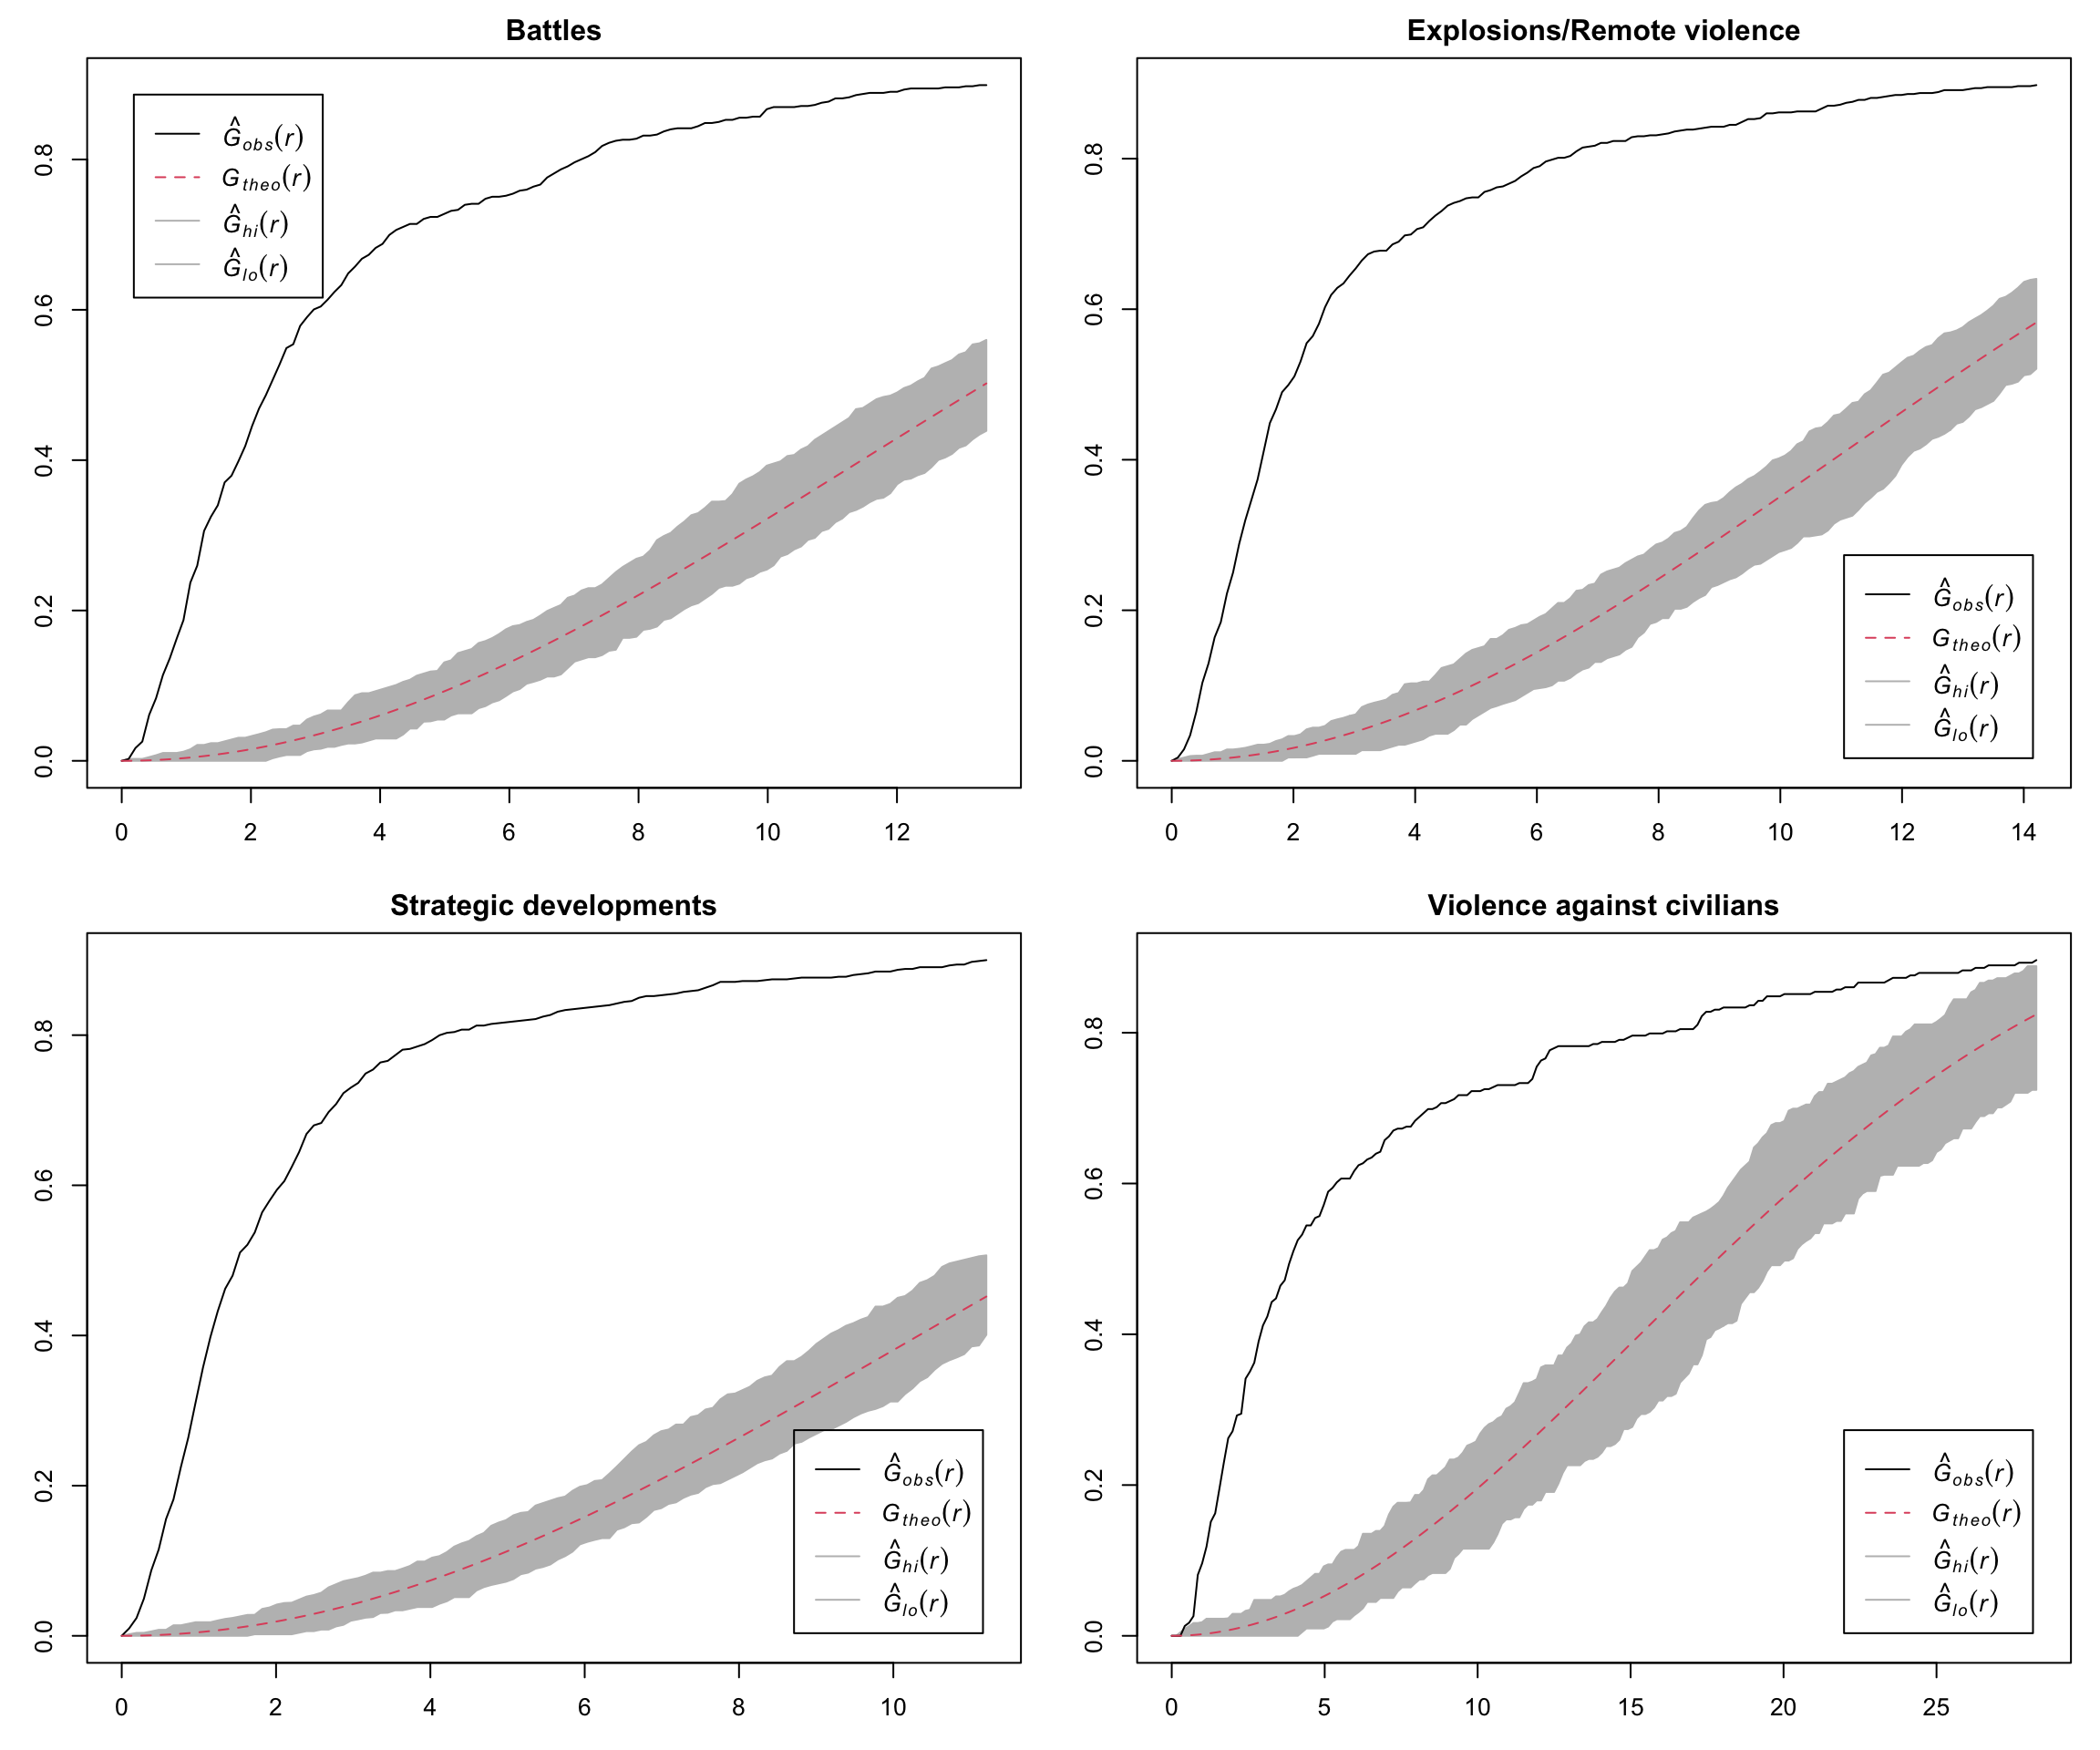 Battles
Ĝobs(r)
Gtheo(r)
Ĝhi(r)
Ĝlo(r)
0.0 0.2 0.4 0.6 0.8
0 2 4 6 8 10 12
Explosions/Remote violence
0.0 0.2 0.4 0.6 0.8
Ĝobs(r)
Gtheo(r)
Ĝhi(r)
Ĝlo(r)
0 2 4 6 8 10 12 14
Strategic developments
0.0 0.2 0.4 0.6 0.8
Ĝobs(r)
Gtheo(r)
Ĝhi(r)
Ĝlo(r)
0 2 4 6 8 10
Violence against civilians
0.0 0.2 0.4 0.6 0.8
Ĝobs(r)
Gtheo(r)
Ĝhi(r)
Ĝlo(r)
0 5 10 15 20 25